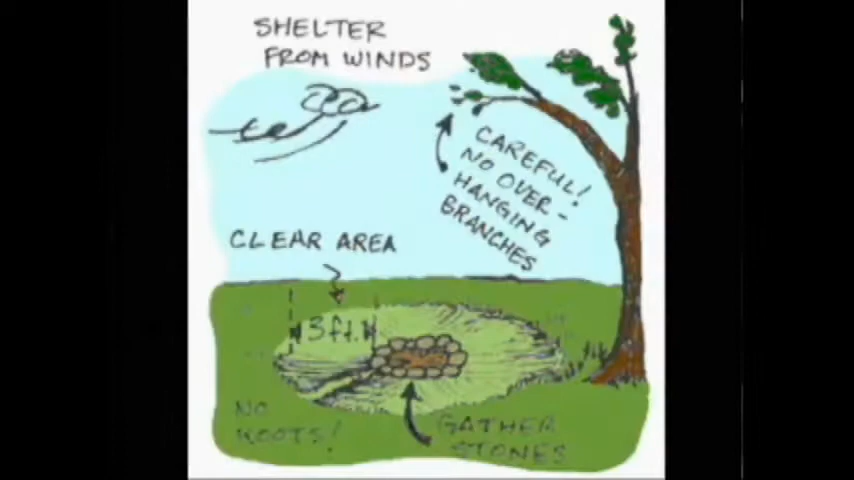 SHELTER
FROM WINDS
CAREFUL!
NO OVER-
HANGING
BRANCHES
CLEAR AREA
3ft.
NO
ROOTS!
GATHER
STONES